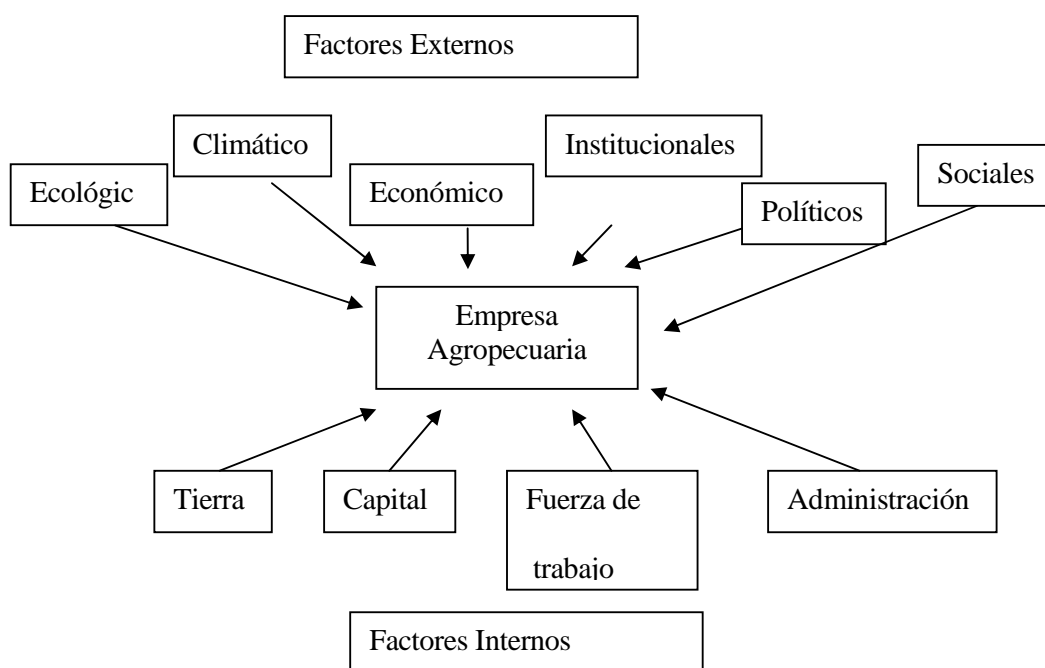 Factores Externos
Climático
Institucionales
Sociales
Ecológic
Económico
Políticos
Empresa
Agropecuaria
Tierra
Capital
Fuerza de
trabajo
Administración
Factores Internos